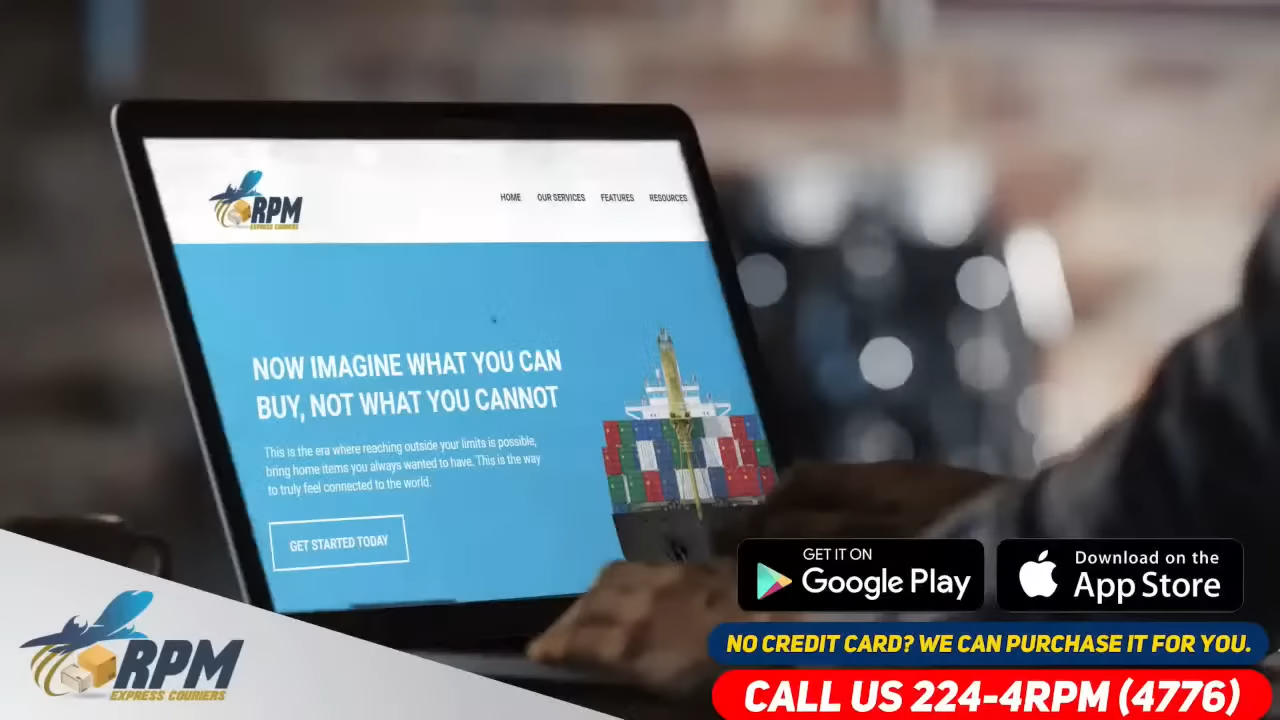 RPM
EXPRESS COURIERS
HOME OUR SERVICES FEATURES RESOURCES
NOW IMAGINE WHAT YOU CAN
BUY, NOT WHAT YOU CANNOT
This is the era where reaching outside your limits is possible,
bring home items you always wanted to have. This is the way
to truly feel connected to the world.
GET STARTED TODAY
RPM
EXPRESS COURIERS
GET IT ON
Google Play
Download on the
App Store
NO CREDIT CARD? WE CAN PURCHASE IT FOR YOU.
CALL US 224-4RPM (4776)